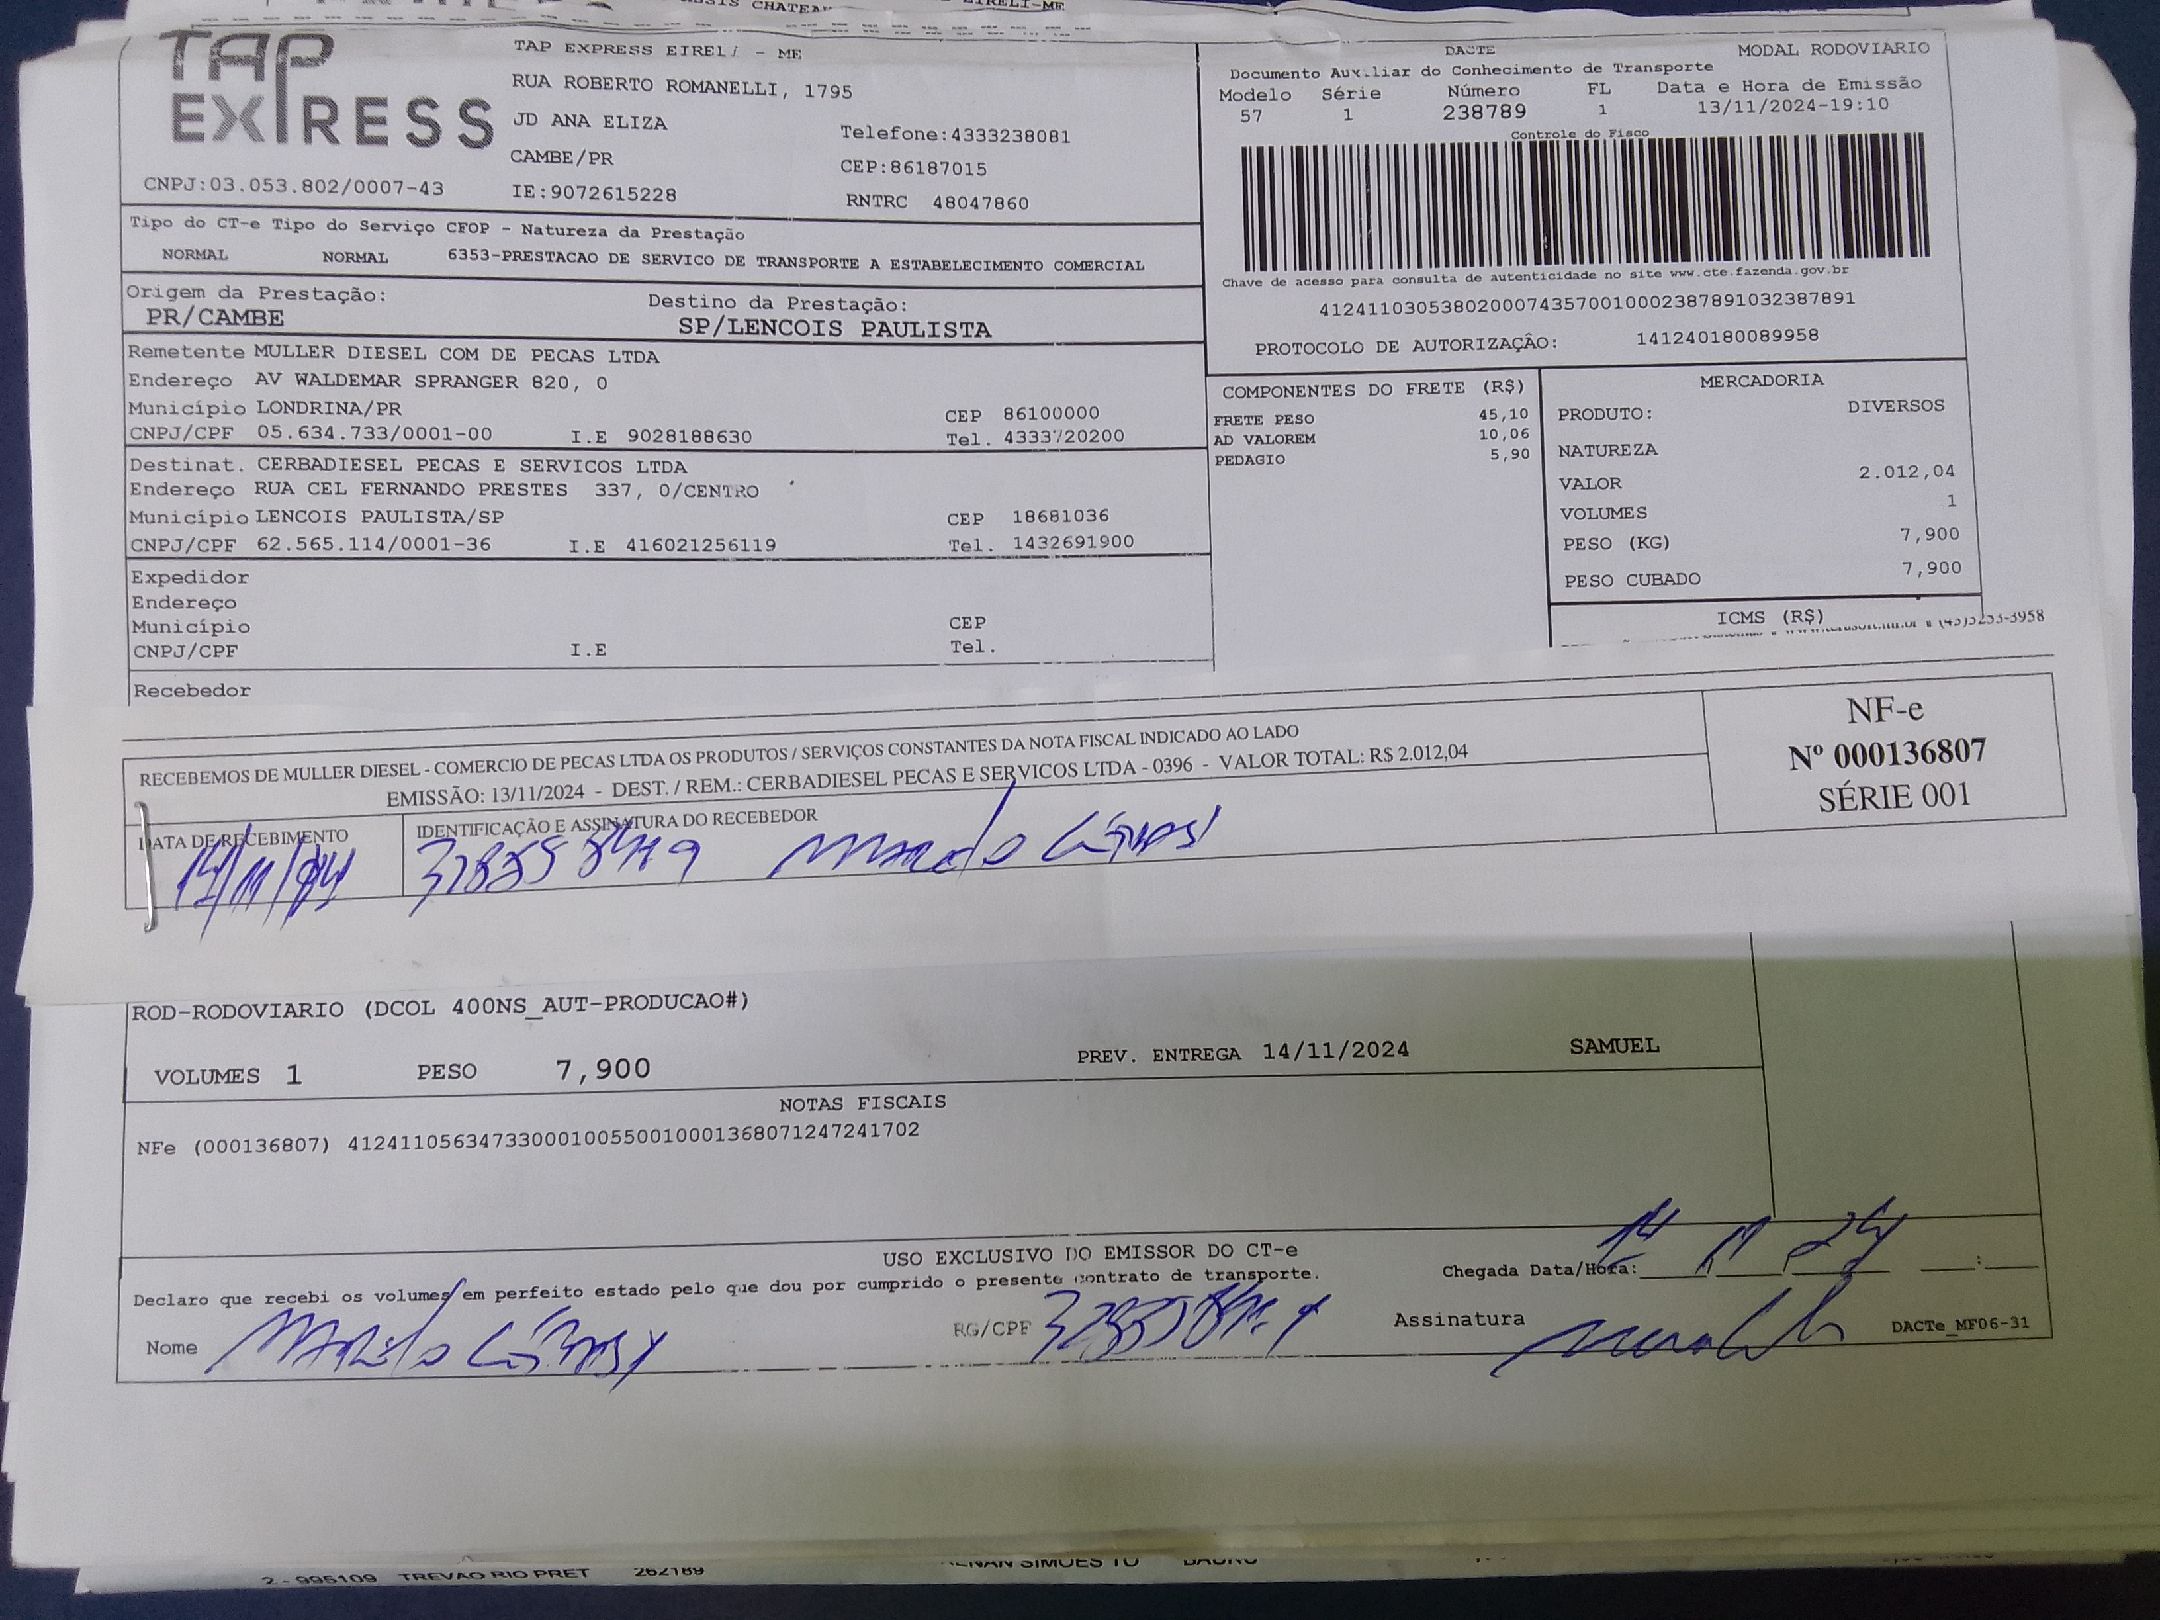 TAP EXPRESS
TAP EXPRESS EIRELI - ME
RUA ROBERTO ROMANELLI, 1795
JD ANA ELIZA
Telefone:4333238081
CAMBE/PR
CEP:86187015
CNPJ:03.053.802/0007-43
IE:9072615228
RNTRC 48047860
DACTE MODAL RODOVIARIO
Documento Auxiliar do Conhecimento de Transporte
Modelo Série Número FL Data e Hora de Emissão
57 1 238789 1 13/11/2024-19:10
Controle do Fisco
Chave de acesso para consulta de autenticidade no site www.cte.fazenda.gov.br
41241103053802000743570010002387891032387891
PROTOCOLO DE AUTORIZAÇÂO: 141240180089958
Tipo do CT-e Tipo do Serviço CFOP - Natureza da Prestação
NORMAL NORMAL 6353-PRESTACAO DE SERVICO DE TRANSPORTE A ESTABELECIMENTO COMERCIAL
Origem da Prestação: Destino da Prestação:
PR/CAMBE SP/LENCOIS PAULISTA
Remetente MULLER DIESEL COM DE PECAS LTDA
Endereço AV WALDEMAR SPRANGER 820, 0
Município LONDRINA/PR CEP 86100000
CNPJ/CPF 05.634.733/0001-00 I.E 9028188630 Tel. 4333720200
Destinat. CERBADIESEL PECAS E SERVICOS LTDA
Endereço RUA CEL FERNANDO PRESTES 337, 0/CENTRO
Município LENCOIS PAULISTA/SP CEP 18681036
CNPJ/CPF 62.565.114/0001-36 I.E 416021256119 Tel. 1432691900
Expedidor
Endereço
Município CEP
CNPJ/CPF I.E Tel.
Recebedor
COMPONENTES DO FRETE (R$)
FRETE PESO 45,10
AD VALOREM 10,06
PEDAGIO 5,90
MERCADORIA
PRODUTO: DIVERSOS
NATUREZA
VALOR 2.012,04
VOLUMES 1
PESO (KG) 7,900
PESO CUBADO 7,900
ICMS (R$)
RECEBEMOS DE MULLER DIESEL - COMERCIO DE PECAS LTDA OS PRODUTOS / SERVIÇOS CONSTANTES DA NOTA FISCAL INDICADO AO LADO
EMISSÃO: 13/11/2024 - DEST. / REM.: CERBADIESEL PECAS E SERVICOS LTDA - 0396 - VALOR TOTAL: R$ 2.012,04
NF-e
Nº 000136807
SÉRIE 001
DATA DE RECEBIMENTO IDENTIFICAÇÃO E ASSINATURA DO RECEBEDOR
14/11/24
ROD-RODOVIARIO (DCOL 400NS_AUT-PRODUCAO#)
VOLUMES 1 PESO 7,900 PREV. ENTREGA 14/11/2024 SAMUEL
NOTAS FISCAIS
NFe (000136807) 41241105634733000100550010001368071247241702
USO EXCLUSIVO DO EMISSOR DO CT-e
Declaro que recebi os volumes em perfeito estado pelo que dou por cumprido o presente contrato de transporte.
Chegada Data/Hora: 14 11 24 :
Nome RG/CPF Assinatura DACTe_MF06-31
2 - 995109 TREVAO RIO PRET 262189